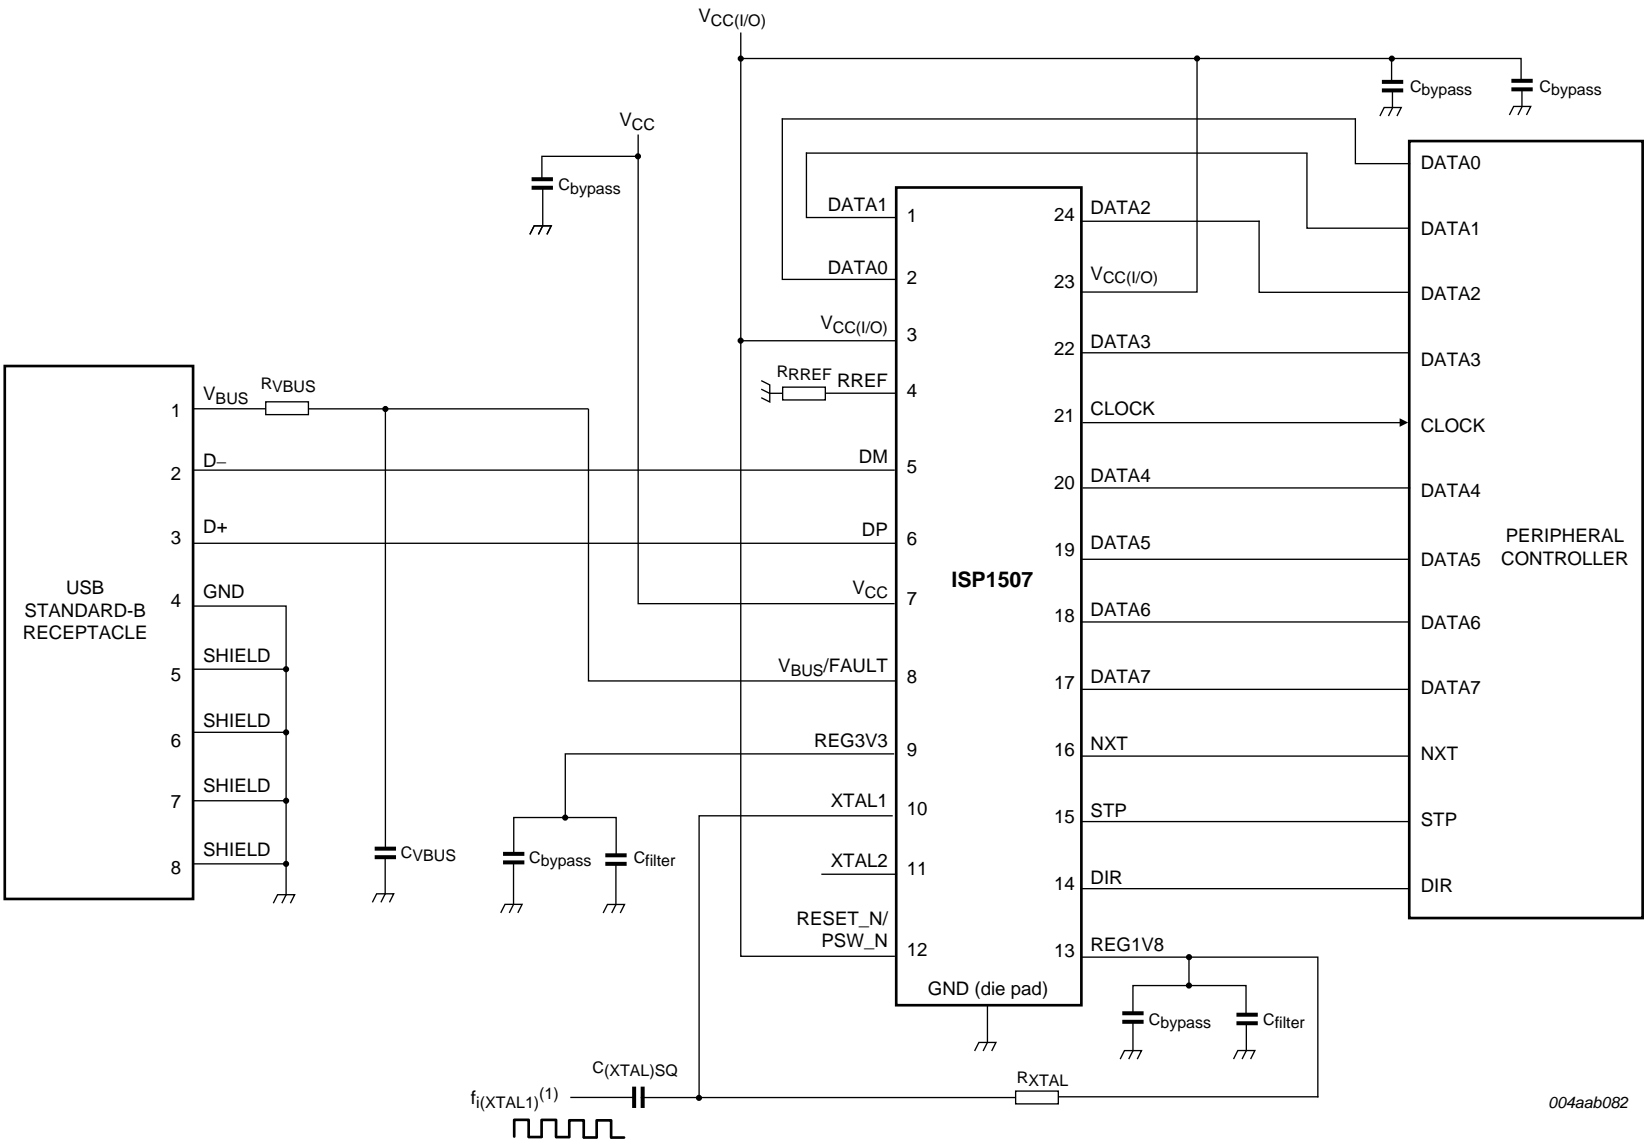 VCC(I/O)
Cbypass
Cbypass
VCC
Cbypass
USB
STANDARD-B
RECEPTACLE
1
VBUS
RVBUS
2
D–
3
D+
4
GND
5
SHIELD
6
SHIELD
7
SHIELD
8
SHIELD
CVBUS
Cbypass
Cfilter
DATA1
1
DATA0
2
VCC(I/O)
3
RRREF
RREF
4
DM
5
DP
6
VCC
7
VBUS/FAULT
8
REG3V3
9
XTAL1
10
XTAL2
11
RESET_N/
PSW_N
12
ISP1507
GND (die pad)
24
DATA2
23
VCC(I/O)
22
DATA3
21
CLOCK
20
DATA4
19
DATA5
18
DATA6
17
DATA7
16
NXT
15
STP
14
DIR
13
REG1V8
Cbypass
Cfilter
DATA0
DATA1
DATA2
DATA3
CLOCK
DATA4
DATA5
DATA6
DATA7
NXT
STP
DIR
PERIPHERAL
CONTROLLER
C(XTAL)SQ
fi(XTAL1)(1)
RXTAL
004aab082